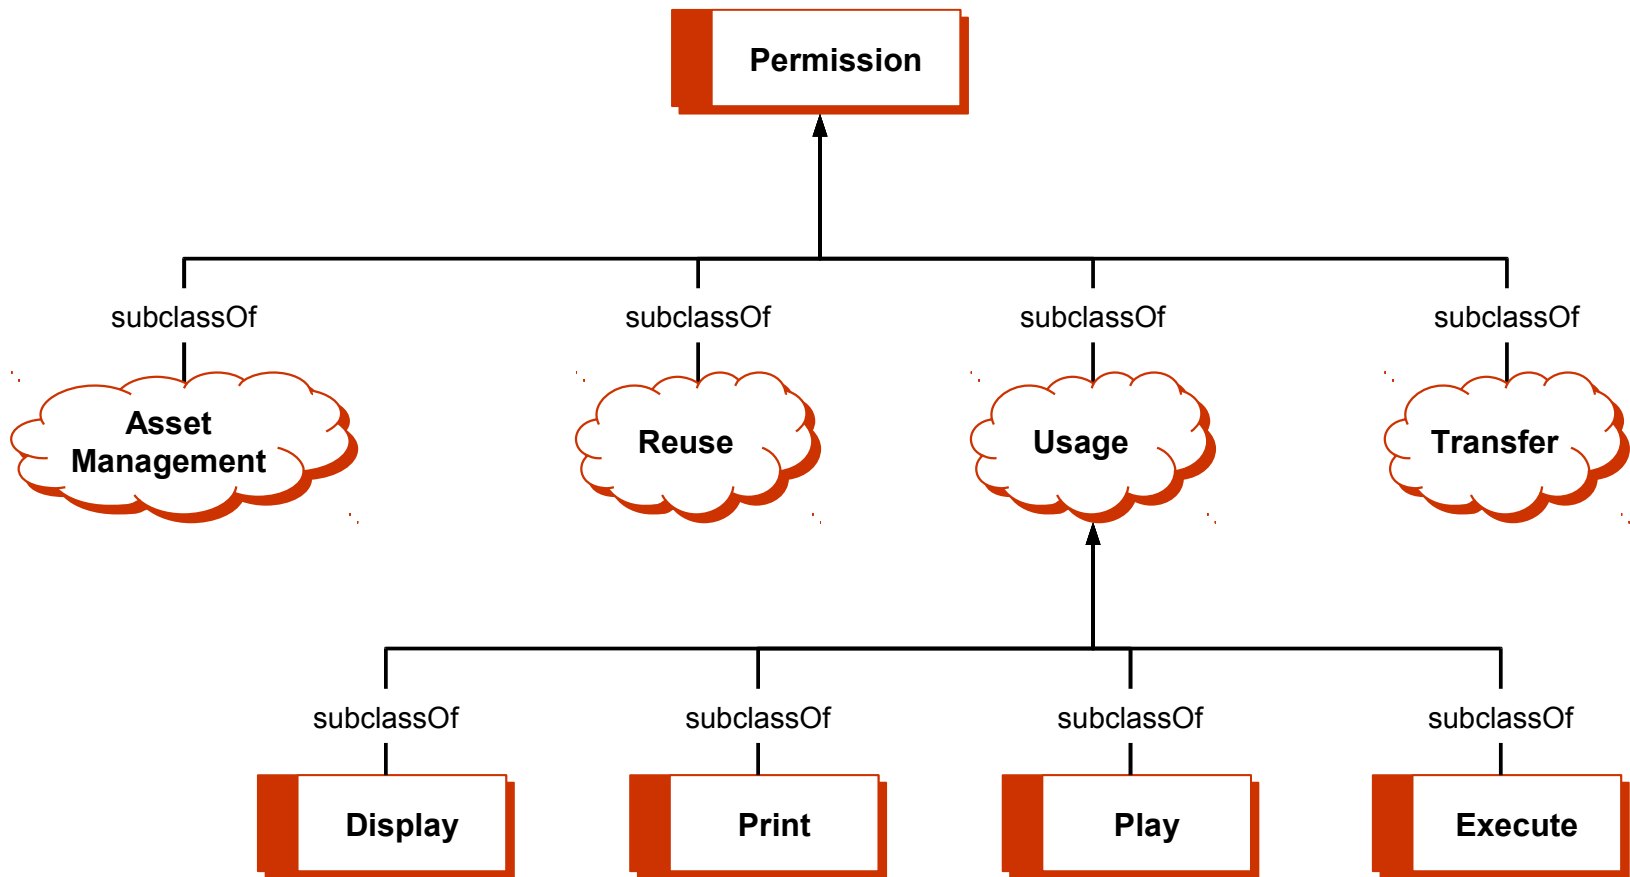 Permission
subclassOf
subclassOf
subclassOf
subclassOf
Asset
Management
Reuse
Usage
Transfer
subclassOf
subclassOf
subclassOf
subclassOf
Display
Print
Play
Execute